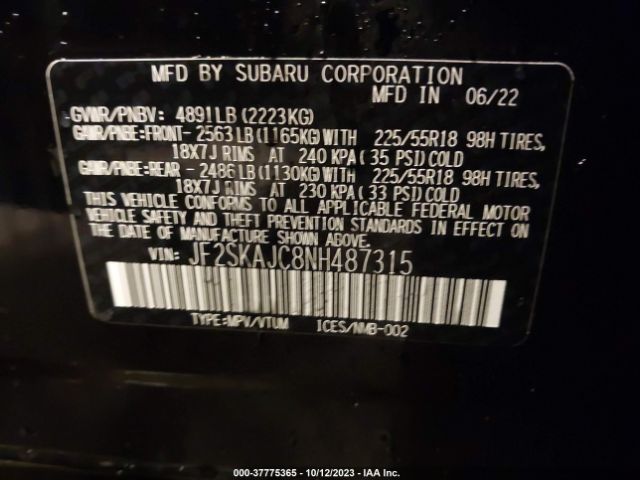 MFD BY SUBARU CORPORATION
MFD IN 06/22
GVWR/PNBV: 4891LB(2223KG)
GAWR/PNBE:FRONT- 2563LB(1165KG)WITH 225/55R18 98H TIRES,
18X7J RIMS AT 240 KPA(35 PSI)COLD
GAWR/PNBE:REAR - 2486LB(1130KG)WITH 225/55R18 98H TIRES,
18X7J RIMS AT 230 KPA(33 PSI)COLD
THIS VEHICLE CONFORMS TO ALL APPLICABLE FEDERAL MOTOR
VEHICLE SAFETY AND THEFT PREVENTION STANDARDS IN EFFECT ON
THE DATE OF MANUFACTURE SHOWN ABOVE.
VIN: JF2SKAJC8NH487315
TYPE:MPV/VTUM ICES/NMB-002
© 000-37775365 - 10/12/2023 - IAA Inc.